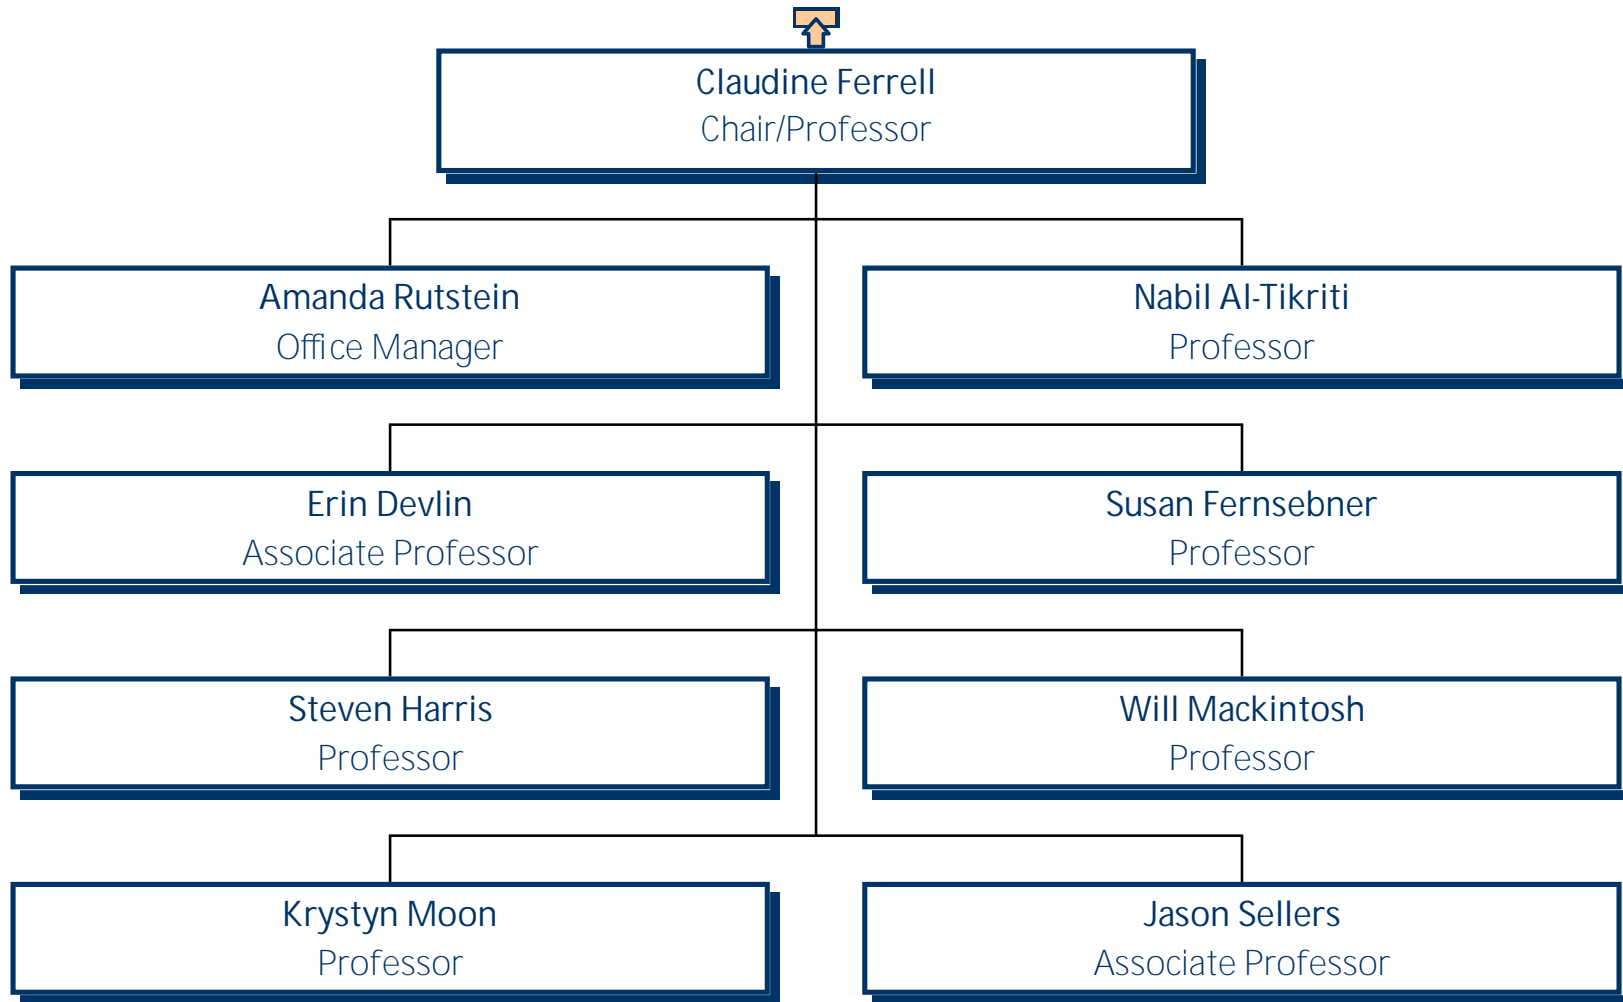 Claudine Ferrell
Chair/Professor
Amanda Rutstein
Office Manager
Nabil Al-Tikriti
Professor
Erin Devlin
Associate Professor
Susan Fernsebner
Professor
Steven Harris
Professor
Will Mackintosh
Professor
Krystyn Moon
Professor
Jason Sellers
Associate Professor